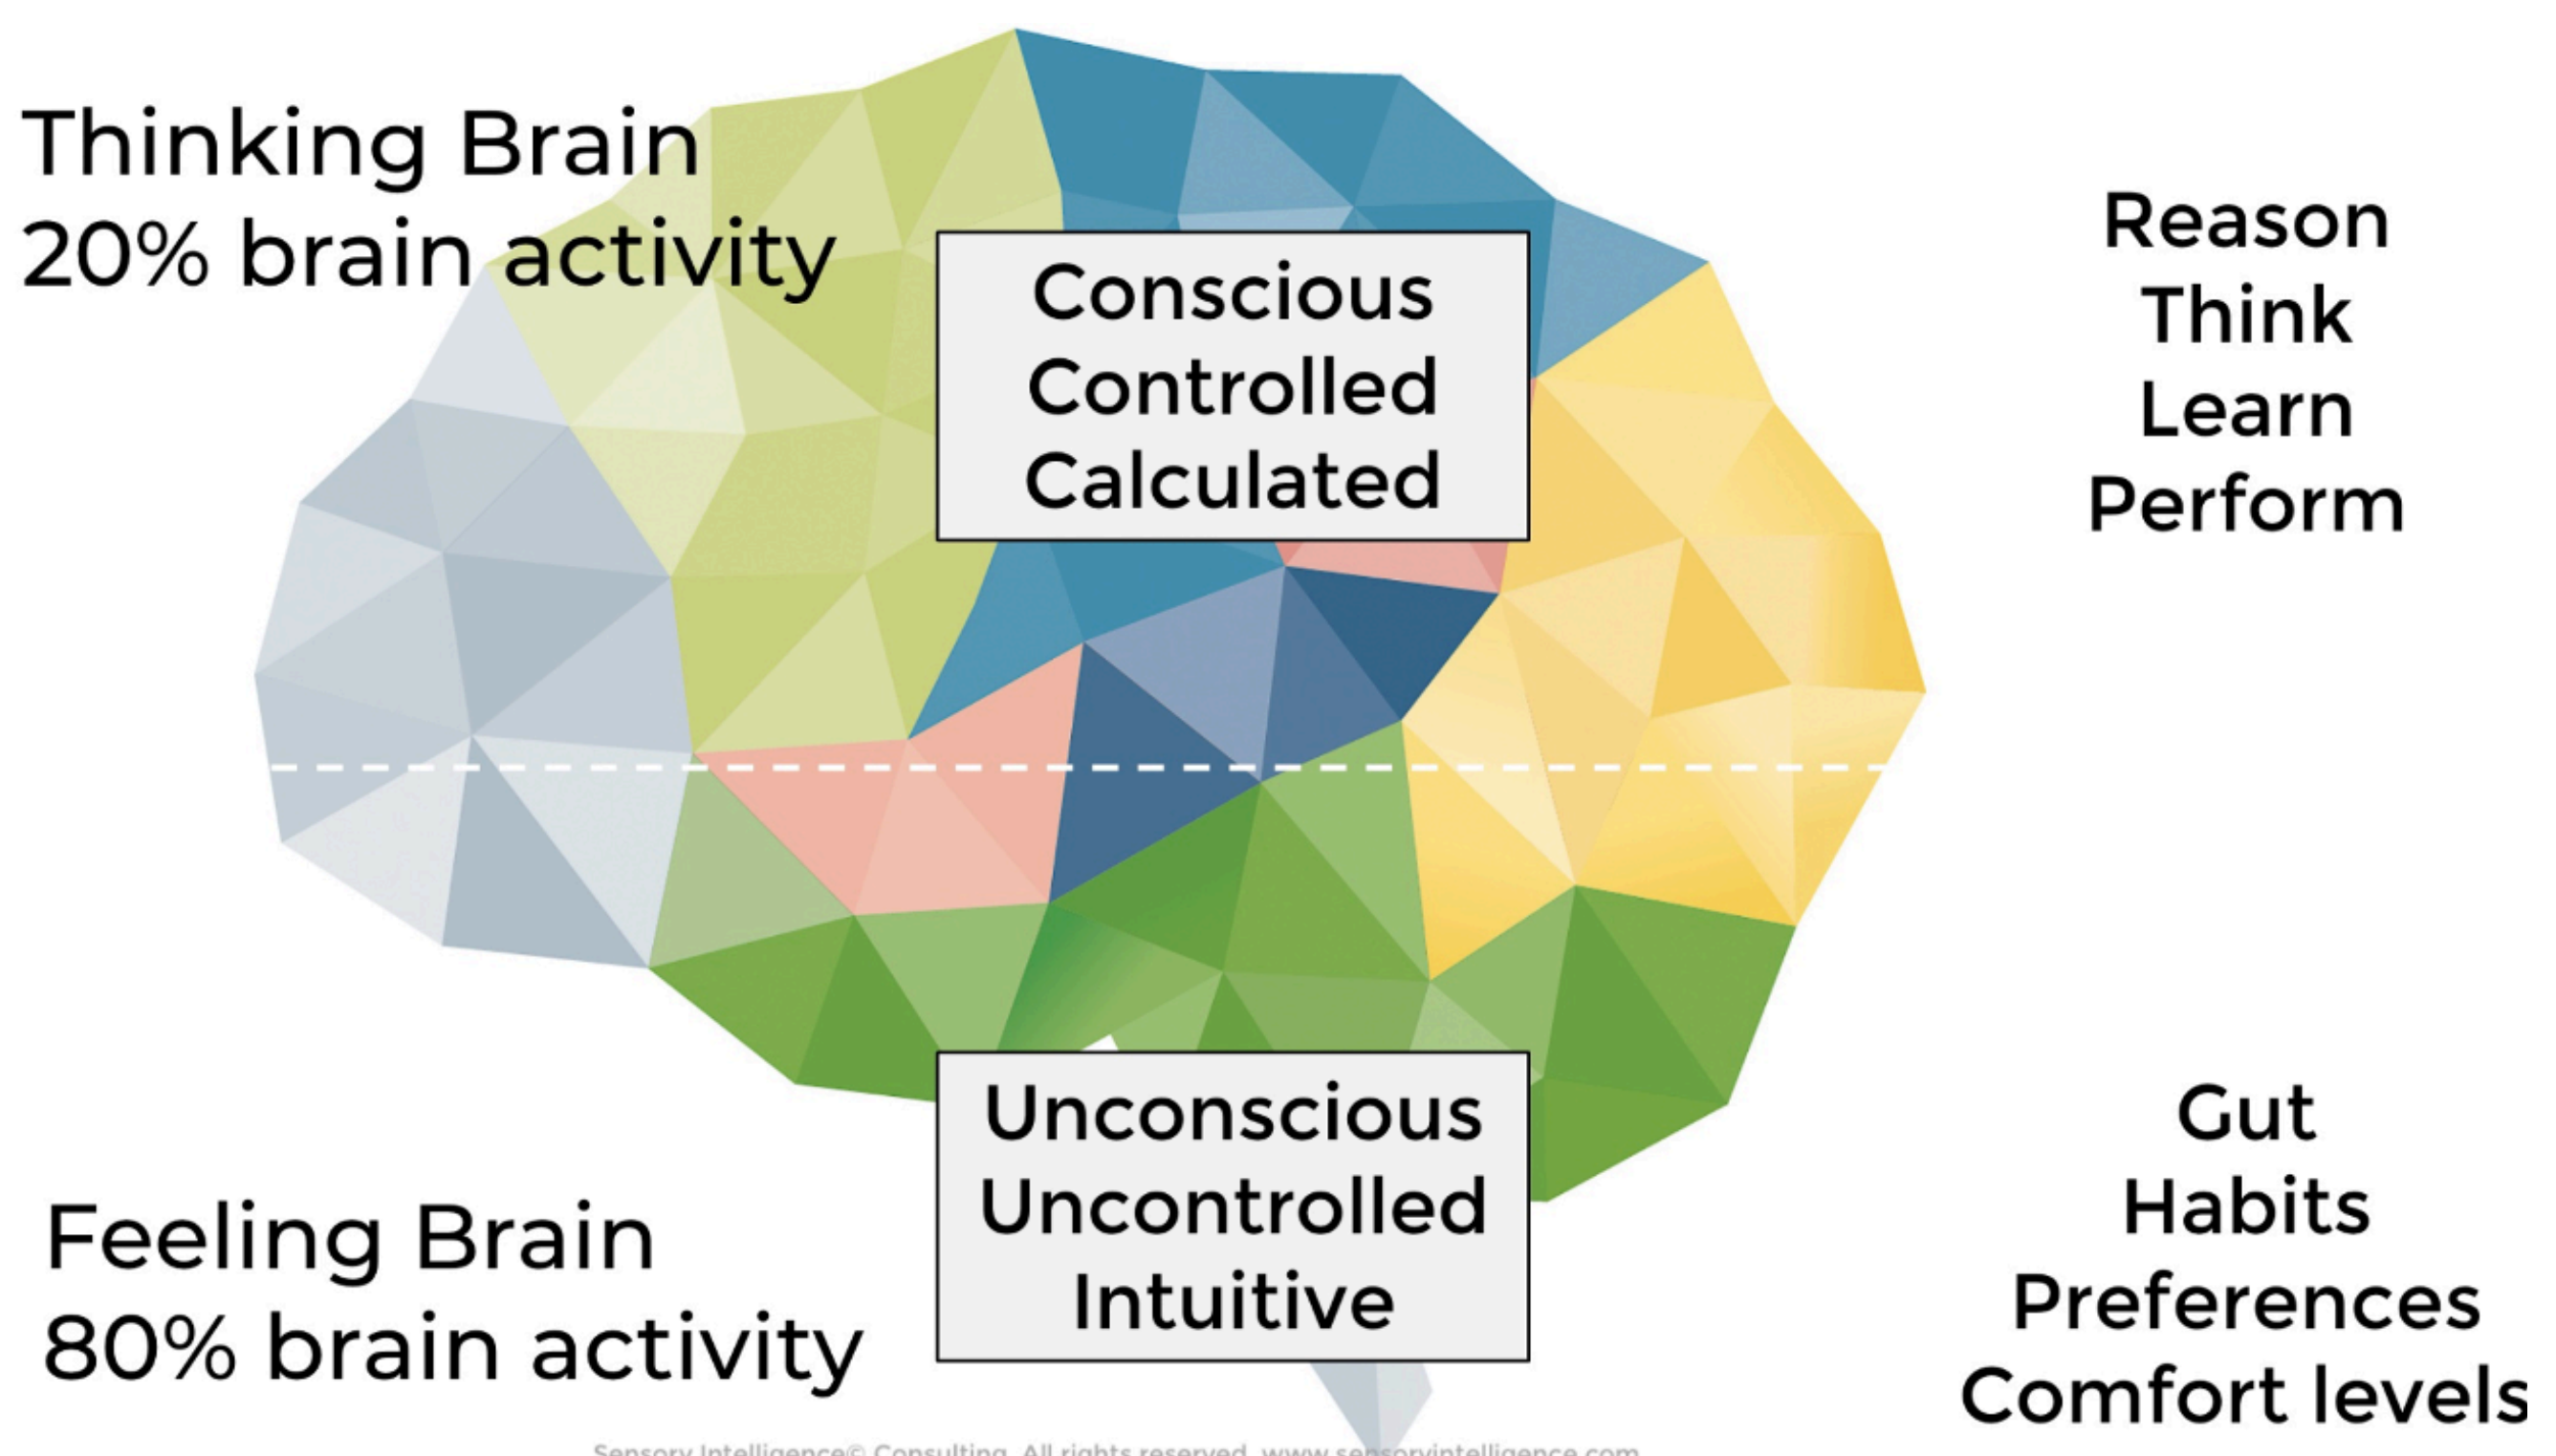 Thinking Brain
20% brain activity
Conscious
Controlled
Calculated
Reason
Think
Learn
Perform
Feeling Brain
80% brain activity
Unconscious
Uncontrolled
Intuitive
Gut
Habits
Preferences
Comfort levels
Sensory Intelligence© Consulting. All rights reserved. www.sensoryintelligence.com